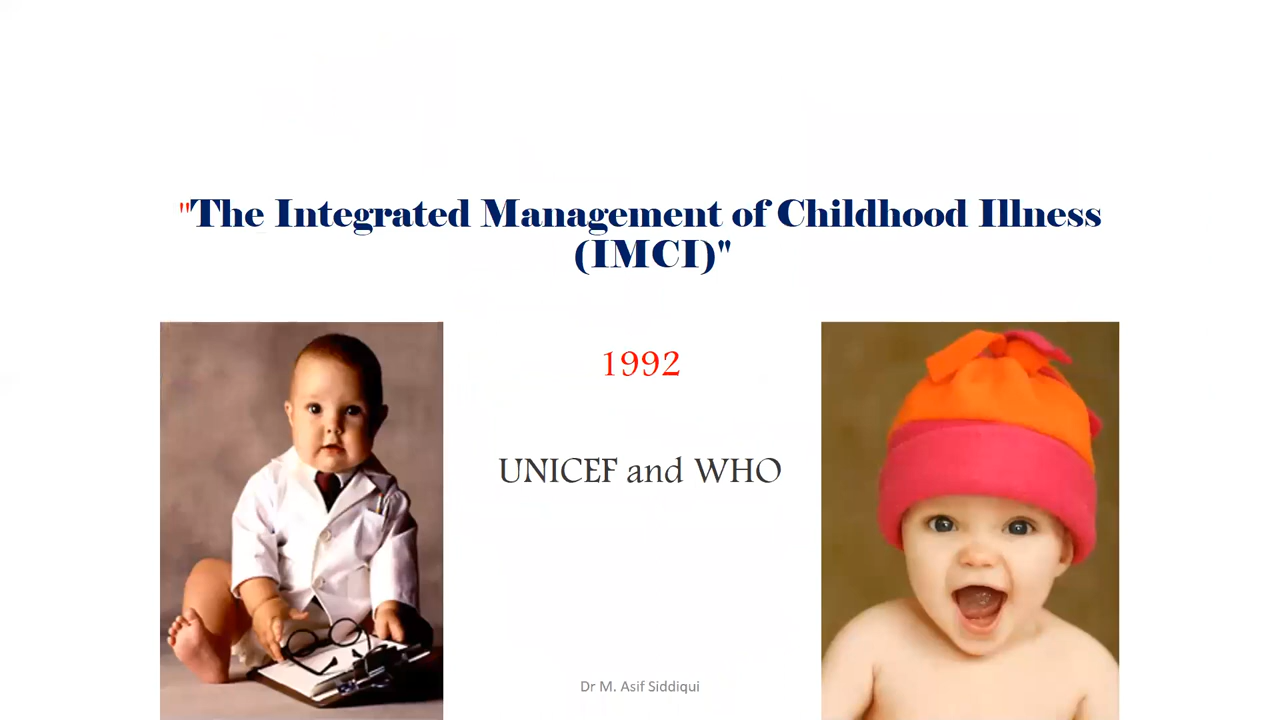 "The Integrated Management of Childhood Illness
(IMCI)"
1992
UNICEF and WHO
Dr M. Asif Siddiqui